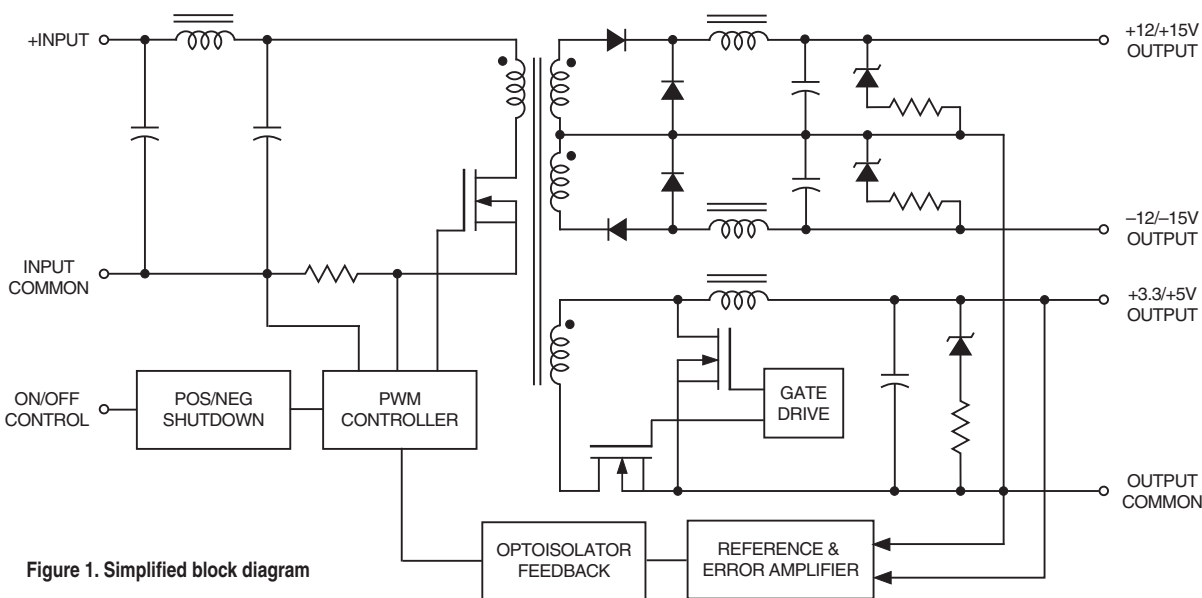 +INPUT
+12/+15V
OUTPUT
–12/–15V
OUTPUT
INPUT
COMMON
+3.3/+5V
OUTPUT
ON/OFF
CONTROL
POS/NEG
SHUTDOWN
PWM
CONTROLLER
GATE
DRIVE
OUTPUT
COMMON
OPTOISOLATOR
FEEDBACK
REFERENCE &
ERROR AMPLIFIER
Figure 1. Simplified block diagram